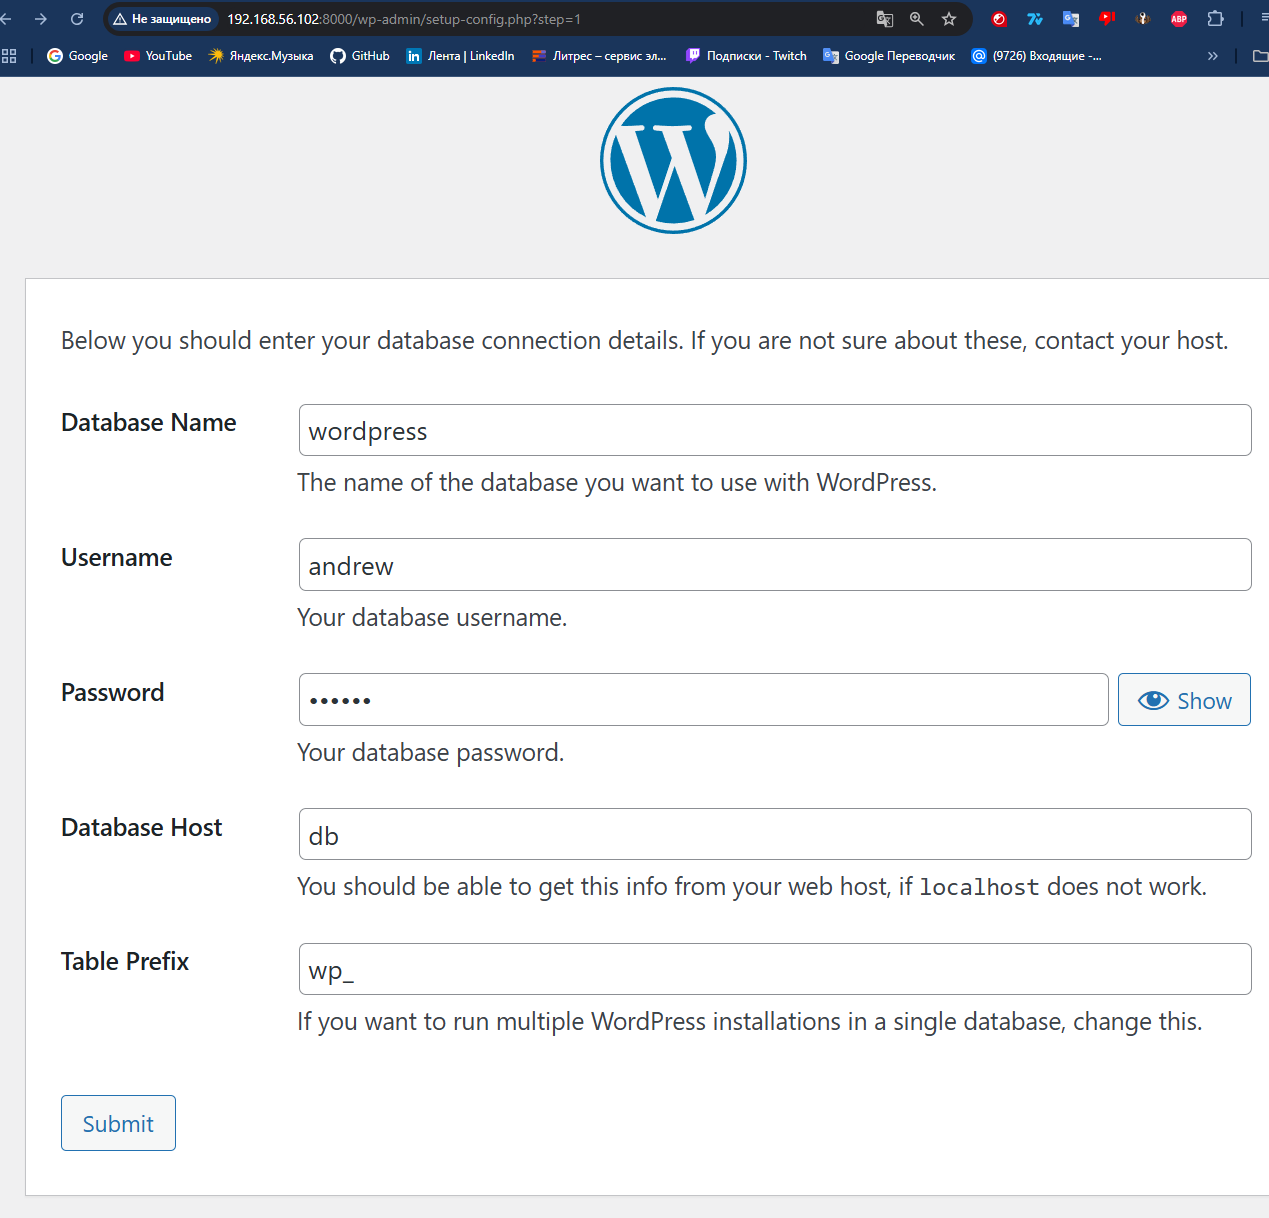 Не защищено 192.168.56.102:8000/wp-admin/setup-config.php?step=1 ABP
Google YouTube Яндекс.Музыка GitHub in Лента | LinkedIn Литрес – сервис эл... Подписки - Twitch Google Переводчик (9726) Входящие -... »
Below you should enter your database connection details. If you are not sure about these, contact your host.
Database Name wordpress
The name of the database you want to use with WordPress.
Username andrew
Your database username.
Password •••••• Show
Your database password.
Database Host db
You should be able to get this info from your web host, if localhost does not work.
Table Prefix wp_
If you want to run multiple WordPress installations in a single database, change this.
Submit